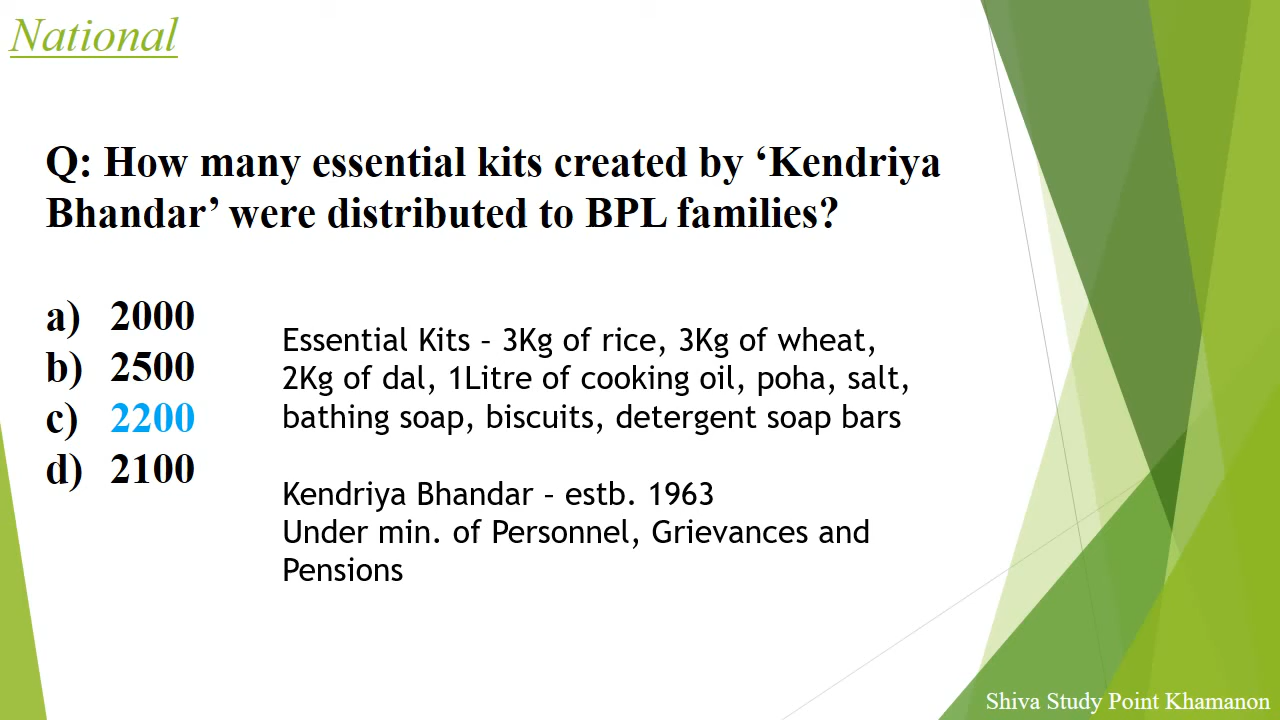 National
Q: How many essential kits created by ‘Kendriya
Bhandar’ were distributed to BPL families?
a) 2000
b) 2500
c) 2200
d) 2100
Essential Kits – 3Kg of rice, 3Kg of wheat,
2Kg of dal, 1Litre of cooking oil, poha, salt,
bathing soap, biscuits, detergent soap bars
Kendriya Bhandar – estb. 1963
Under min. of Personnel, Grievances and
Pensions
Shiva Study Point Khamanon